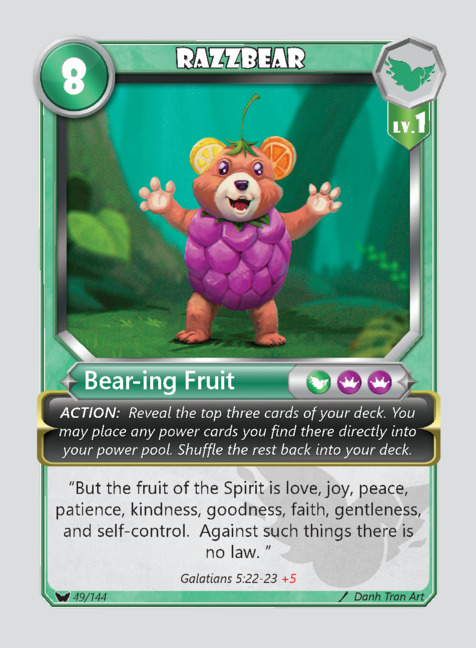 RAZZBEAR
8
LV.1
Bear-ing Fruit
ACTION: Reveal the top three cards of your deck. You
may place any power cards you find there directly into
your power pool. Shuffle the rest back into your deck.
"But the fruit of the Spirit is love, joy, peace,
patience, kindness, goodness, faith, gentleness,
and self-control. Against such things there is
no law. "
Galatians 5:22-23 +5
49/144
Danh Tran Art